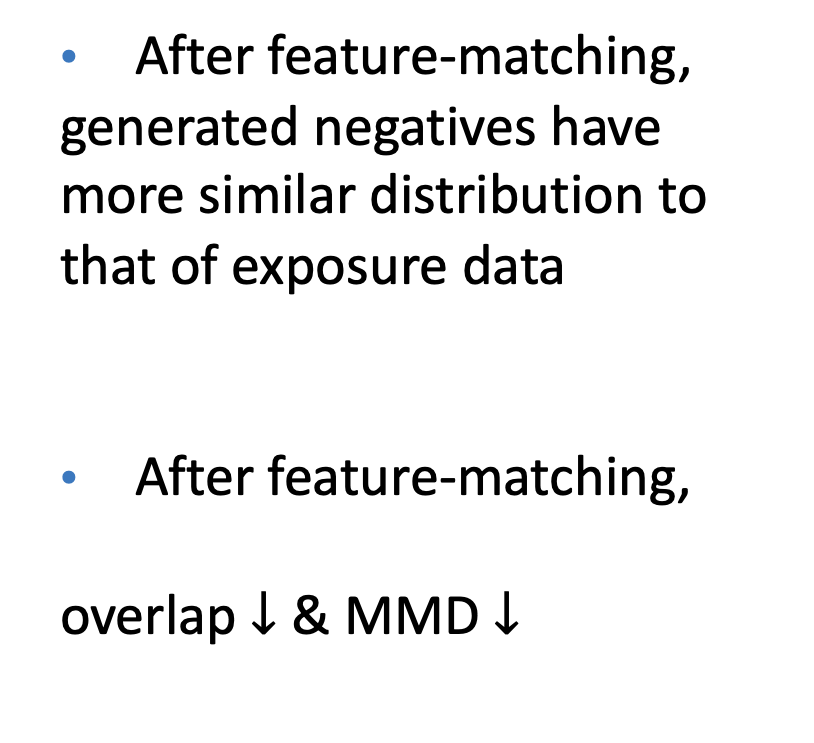 • After feature-matching,
generated negatives have
more similar distribution to
that of exposure data
• After feature-matching,
overlap ↓ & MMD ↓